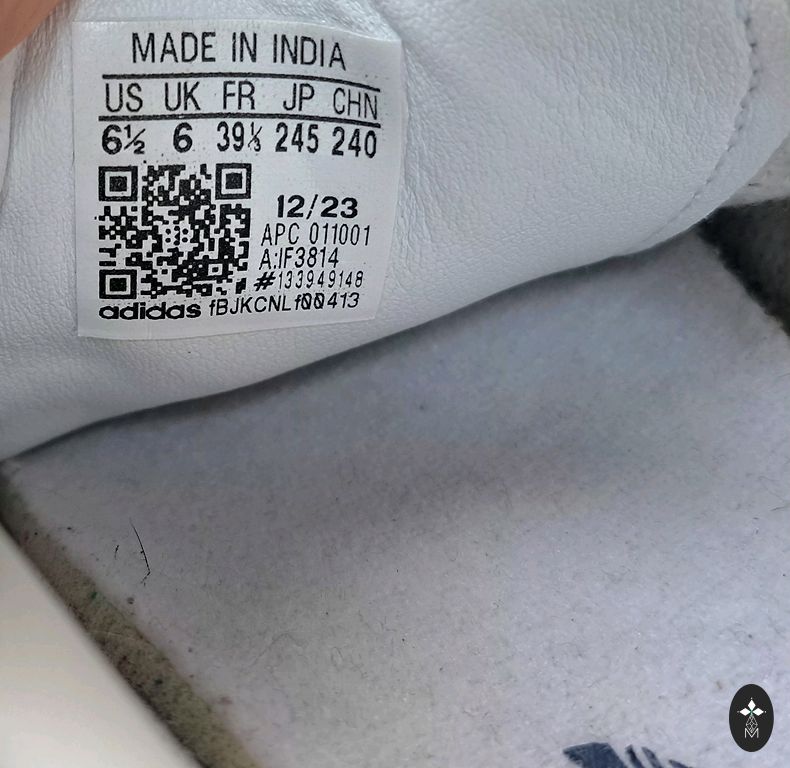 MADE IN INDIA
US UK FR JP CHN
6½ 6 39⅓ 245 240
12/23
APC 011001
A:IF3814
#133949148
adidas fBJKCNLf00413
M